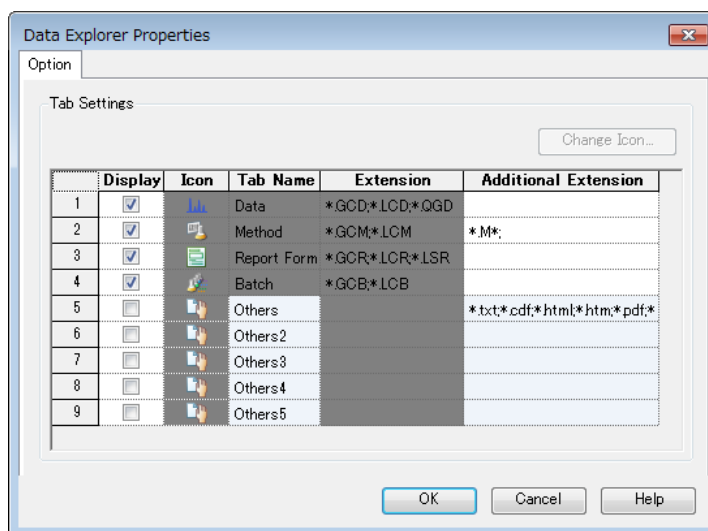 Data Explorer Properties
Option
Tab Settings
Change Icon...
Display Icon Tab Name Extension Additional Extension
1 Data *.GCD;*.LCD;*.QGD
2 Method *.GCM;*.LCM *.M*;
3 Report Form *.GCR;*.LCR;*.LSR
4 Batch *.GCB;*.LCB
5 Others *.txt;*.cdf;*.html;*.htm;*.pdf;*
6 Others2
7 Others3
8 Others4
9 Others5
OK Cancel Help